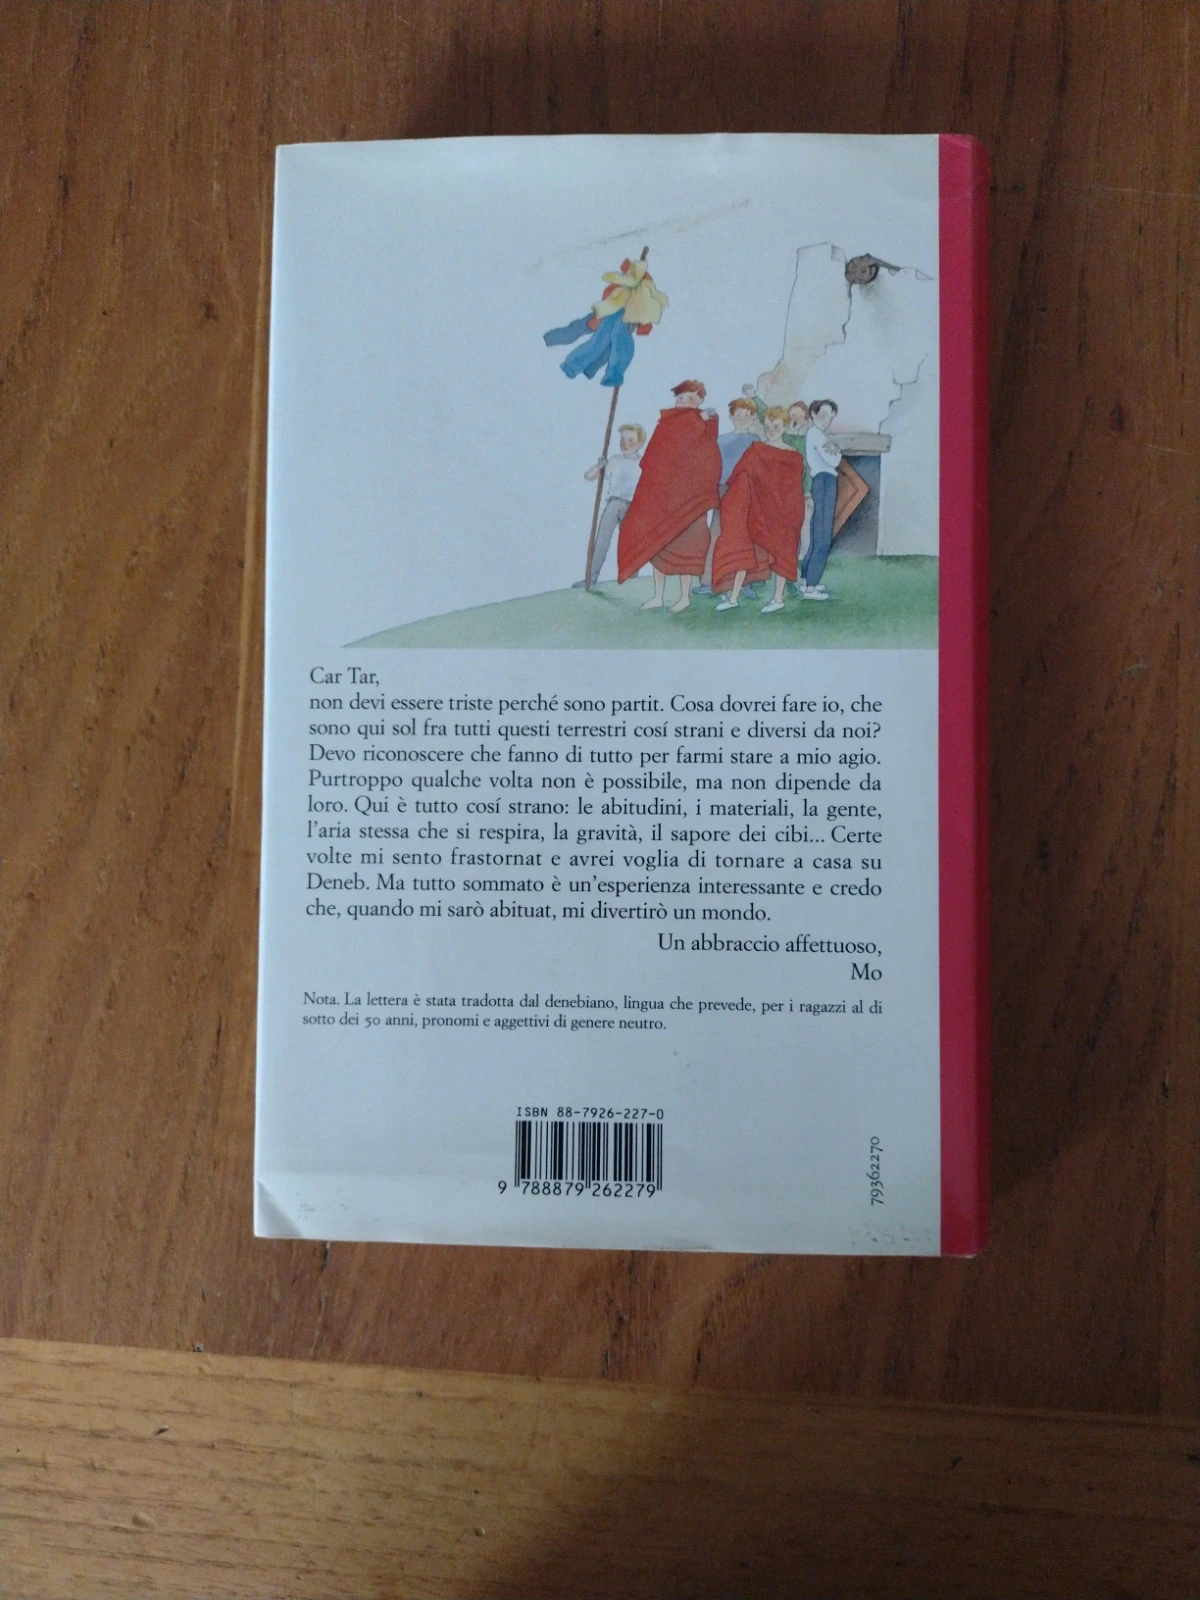 Car Tar,
non devi essere triste perché sono partit. Cosa dovrei fare io, che
sono qui sol fra tutti questi terrestri cosí strani e diversi da noi?
Devo riconoscere che fanno di tutto per farmi stare a mio agio.
Purtroppo qualche volta non è possibile, ma non dipende da
loro. Qui è tutto cosí strano: le abitudini, i materiali, la gente,
l'aria stessa che si respira, la gravità, il sapore dei cibi... Certe
volte mi sento frastornat e avrei voglia di tornare a casa su
Deneb. Ma tutto sommato è un'esperienza interessante e credo
che, quando mi sarò abituat, mi divertirò un mondo.
Un abbraccio affettuoso,
Mo
Nota. La lettera è stata tradotta dal denebiano, lingua che prevede, per i ragazzi al di
sotto dei 50 anni, pronomi e aggettivi di genere neutro.
ISBN 88-7926-227-0
9 788879 262279
79362270